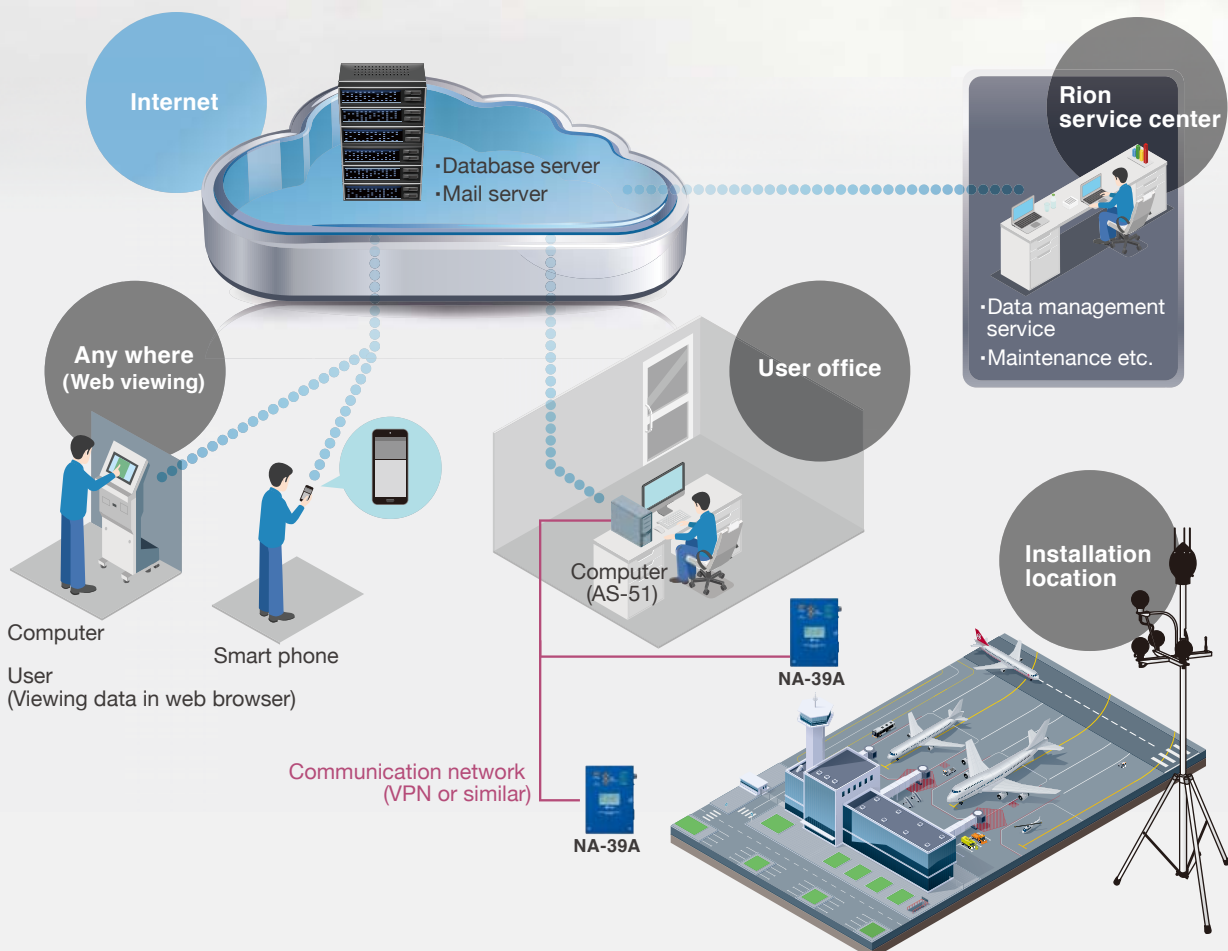 Internet
·Database server
·Mail server
Rion
service center
·Data management
service
·Maintenance etc.
Any where
(Web viewing)
User office
Computer
(AS-51)
Installation
location
Computer
User
(Viewing data in web browser)
Smart phone
NA-39A
Communication network
(VPN or similar)
NA-39A